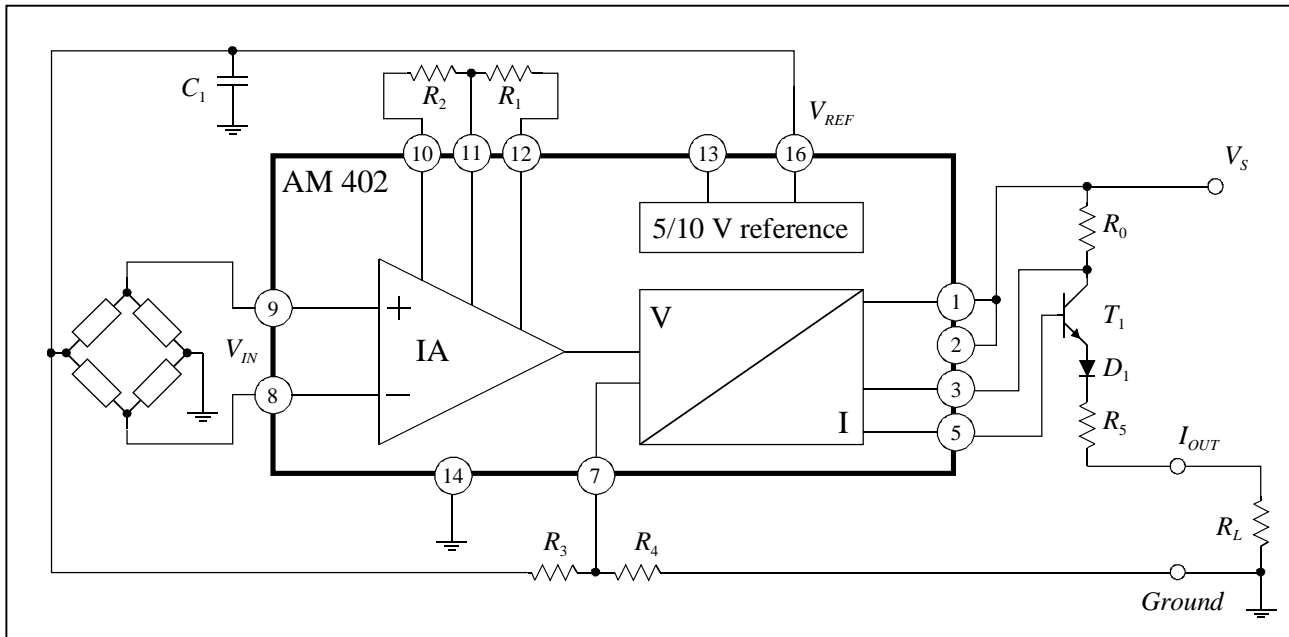 C1
R2
R1
VREF
10
11
12
13
16
AM 402
VS
5/10 V reference
R0
9
+
V
1
T1
VIN
IA
2
D1
8
−
3
I
5
R5
IOUT
14
7
RL
R3
R4
Ground